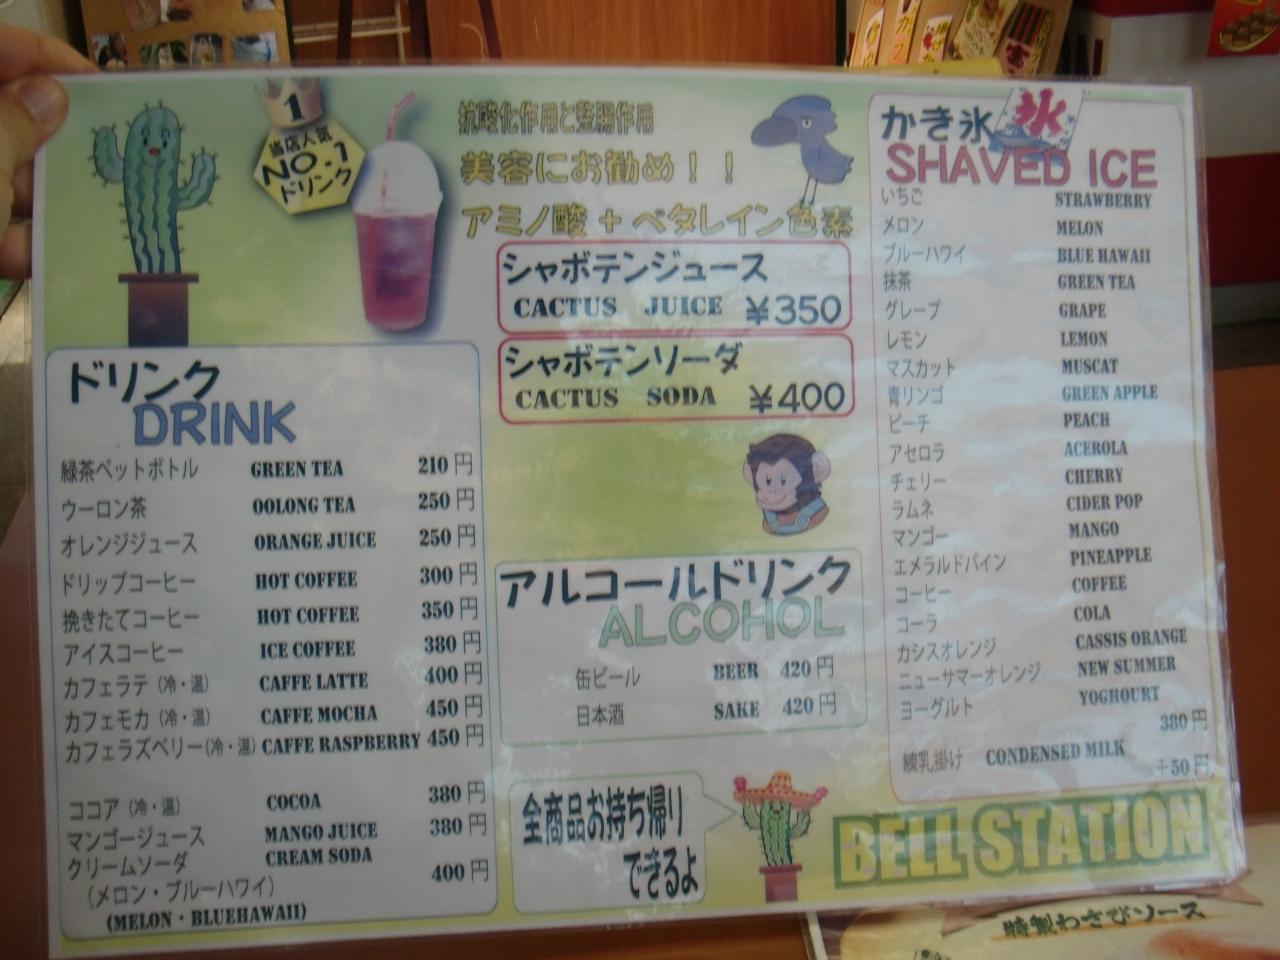 1
当店人気
NO-1
ドリンク
抗酸化作用と整腸作用
美容にお勧め！！
アミノ酸 + ベタレイン色素
シャボテンジュース
CACTUS JUICE ¥350
シャボテンソーダ
CACTUS SODA ¥400
ドリンク
DRINK
緑茶ペットボトル GREEN TEA 210円
ウーロン茶 OOLONG TEA 250円
オレンジジュース ORANGE JUICE 250円
ドリップコーヒー HOT COFFEE 300円
挽きたてコーヒー HOT COFFEE 350円
アイスコーヒー ICE COFFEE 380円
カフェラテ（冷・温） CAFFE LATTE 400円
カフェモカ（冷・温） CAFFE MOCHA 450円
カフェラズベリー（冷・温） CAFFE RASPBERRY 450円
ココア（冷・温） COCOA 380円
マンゴージュース MANGO JUICE 380円
クリームソーダ CREAM SODA 400円
（メロン・ブルーハワイ）
(MELON・BLUEHAWAII)
アルコールドリンク
ALCOHOL
缶ビール BEER 420円
日本酒 SAKE 420円
全商品お持ち帰り
できるよ
かき氷 氷
SHAVED ICE
いちご STRAWBERRY
メロン MELON
ブルーハワイ BLUE HAWAII
抹茶 GREEN TEA
グレープ GRAPE
レモン LEMON
マスカット MUSCAT
青リンゴ GREEN APPLE
ピーチ PEACH
アセロラ ACEROLA
チェリー CHERRY
ラムネ CIDER POP
マンゴー MANGO
エメラルドパイン PINEAPPLE
コーヒー COFFEE
コーラ COLA
カシスオレンジ CASSIS ORANGE
ニューサマーオレンジ NEW SUMMER
ヨーグルト YOGHOURT
380円
練乳掛け CONDENSED MILK
+50円
BELL STATION
特製わさびソース